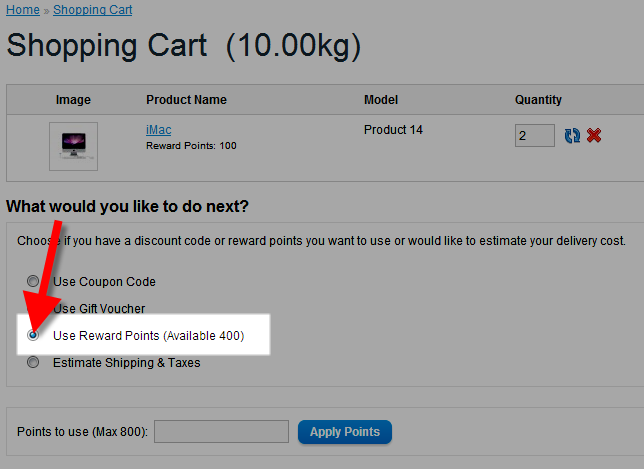 Home » Shopping Cart
Shopping Cart (10.00kg)
Image Product Name Model Quantity
iMac Product 14 2
Reward Points: 100
What would you like to do next?
Choose if you have a discount code or reward points you want to use or would like to estimate your delivery cost.
Use Coupon Code
Use Gift Voucher
Use Reward Points (Available 400)
Estimate Shipping & Taxes
Points to use (Max 800): Apply Points